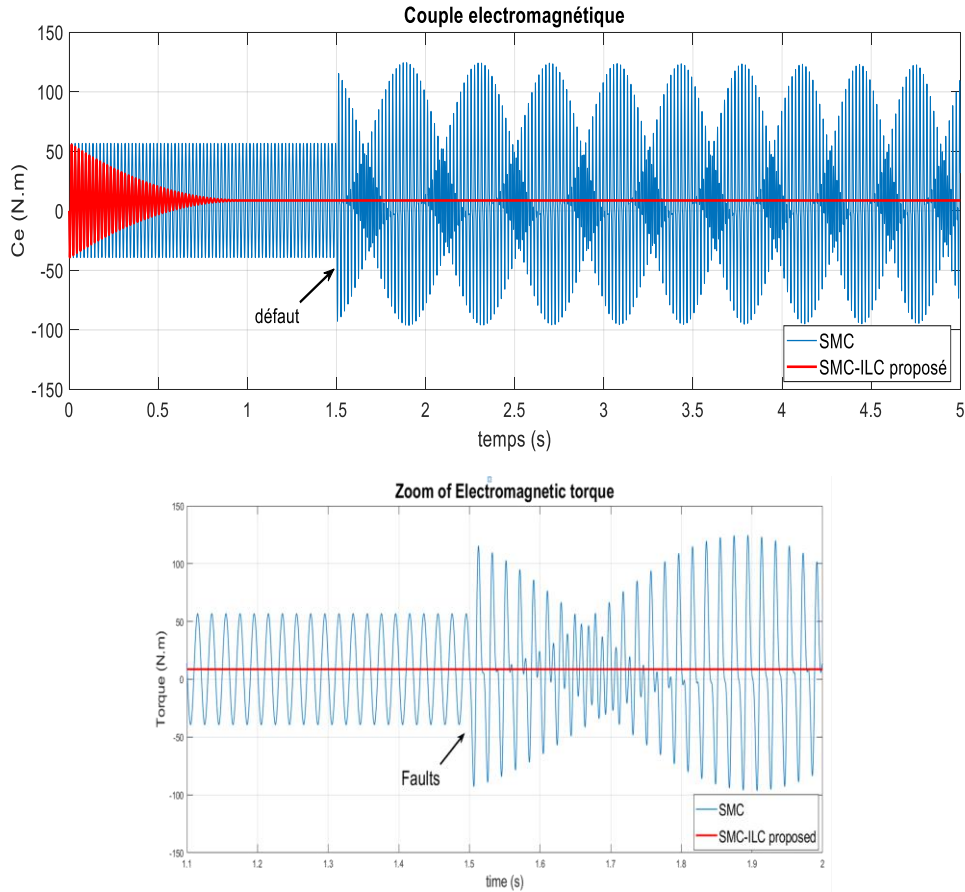 Couple electromagnétique
150
100
50
0
-50
-100
-150
Ce (N.m)
défaut
SMC
SMC-ILC proposé
0
0.5
1
1.5
2
2.5
3
3.5
4
4.5
5
temps (s)
Zoom of Electromagnetic torque
150
100
50
0
-50
-100
-150
Torque (N.m)
Faults
SMC
SMC-ILC proposed
1.1
1.2
1.3
1.4
1.5
1.6
1.7
1.8
1.9
2
time (s)